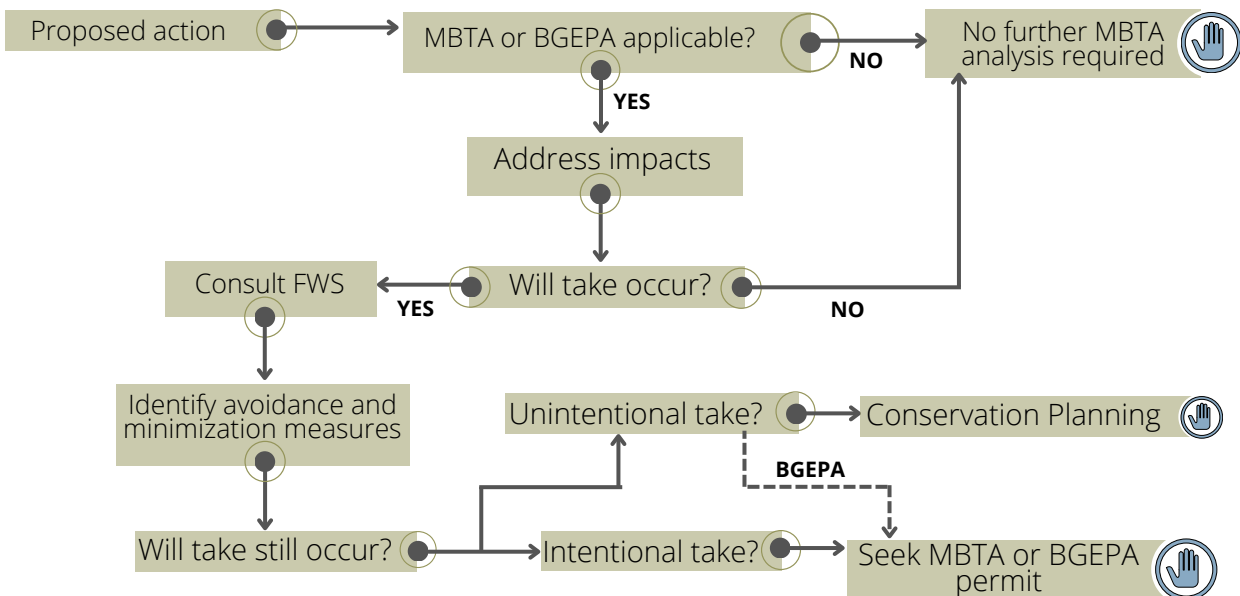 Proposed action
MBTA or BGEPA applicable?
NO
No further MBTA
analysis required
YES
Address impacts
Consult FWS
YES
Will take occur?
NO
Identify avoidance and
minimization measures
Unintentional take?
Conservation Planning
BGEPA
Will take still occur?
Intentional take?
Seek MBTA or BGEPA
permit